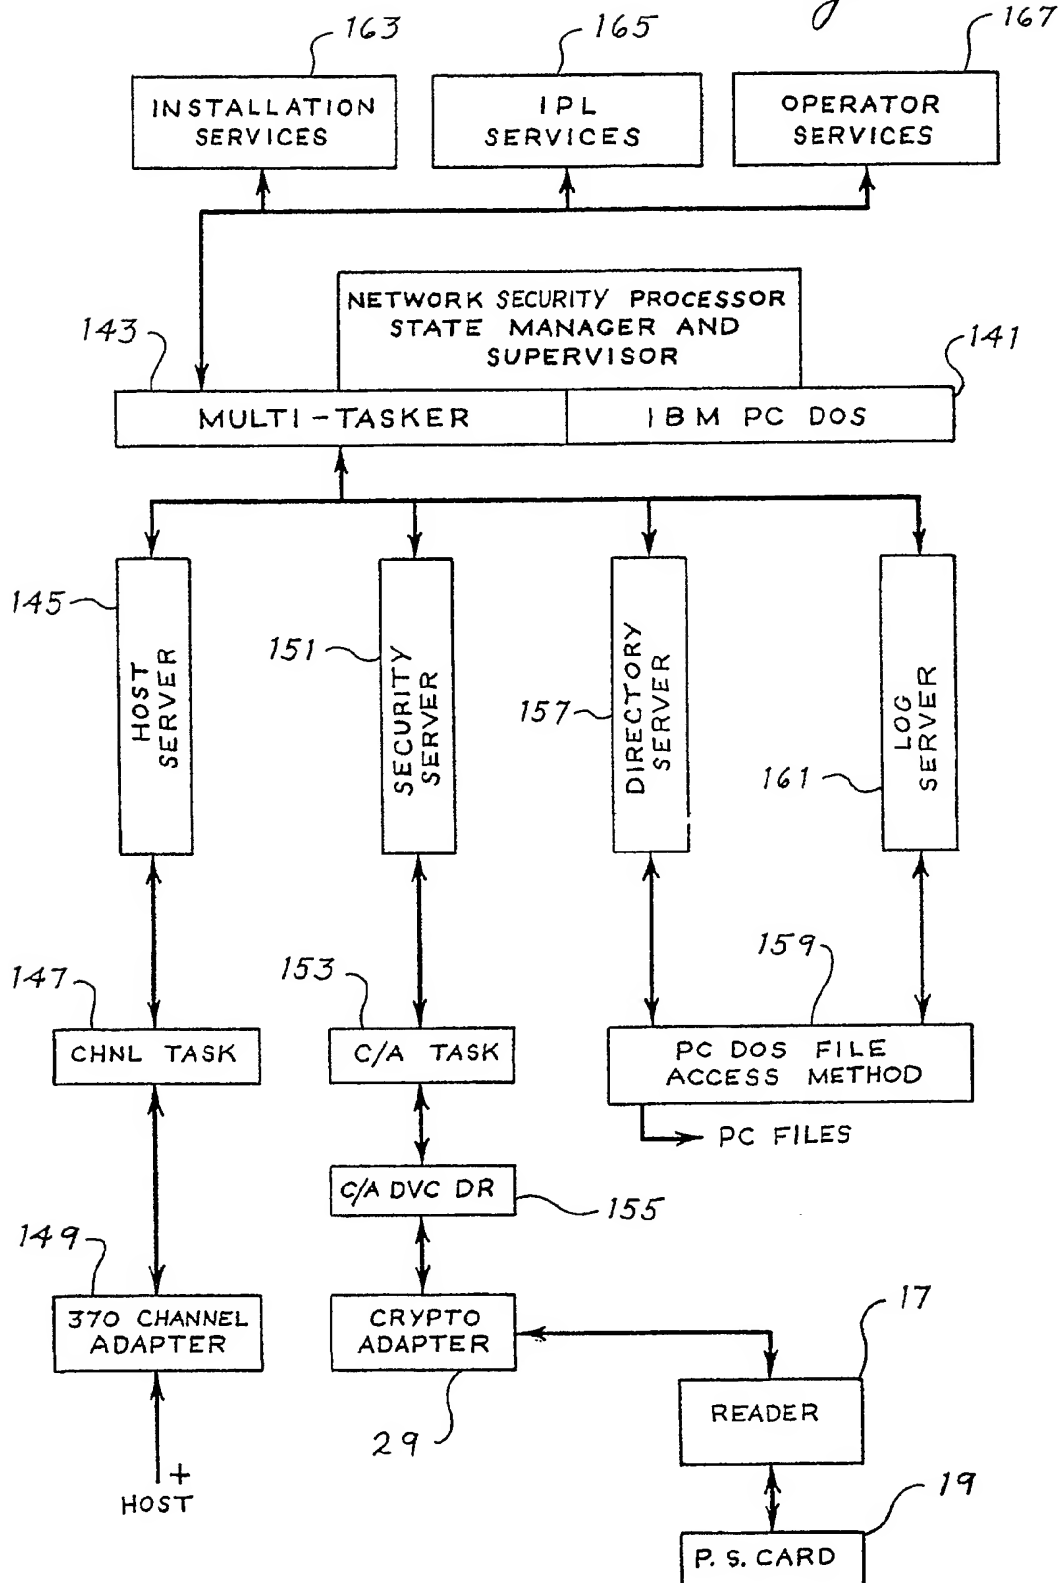 163
165
167
INSTALLATION
SERVICES
IPL
SERVICES
OPERATOR
SERVICES
NETWORK SECURITY PROCESSOR
STATE MANAGER AND
SUPERVISOR
143
141
MULTI-TASKER
IBM PC DOS
145
HOST
SERVER
151
SECURITY
SERVER
157
DIRECTORY
SERVER
161
LOG
SERVER
147
CHNL TASK
153
C/A TASK
159
PC DOS FILE
ACCESS METHOD
PC FILES
C/A DVC DR
155
149
370 CHANNEL
ADAPTER
CRYPTO
ADAPTER
29
17
READER
+
HOST
19
P. S. CARD